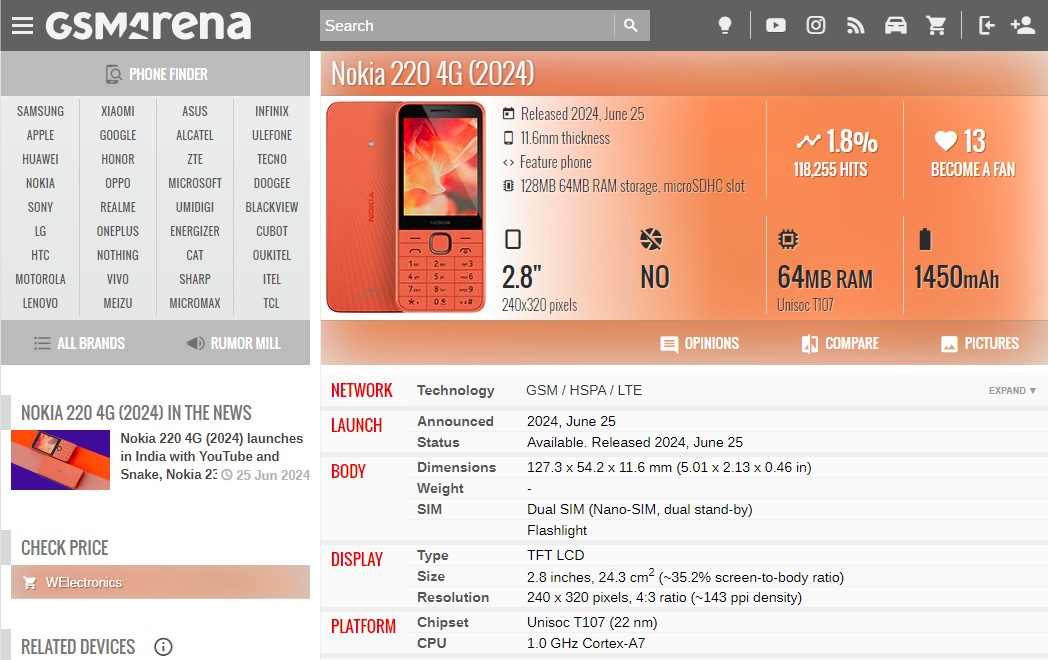 GSMArena
Search
PHONE FINDER
SAMSUNG XIAOMI ASUS INFINIX
APPLE GOOGLE ALCATEL ULEFONE
HUAWEI HONOR ZTE TECNO
NOKIA OPPO MICROSOFT DOOGEE
SONY REALME UMIDIGI BLACKVIEW
LG ONEPLUS ENERGIZER CUBOT
HTC NOTHING CAT OUKITEL
MOTOROLA VIVO SHARP ITEL
LENOVO MEIZU MICROMAX TCL
ALL BRANDS RUMOR MILL
NOKIA 220 4G (2024) IN THE NEWS
Nokia 220 4G (2024) launches
in India with YouTube and
Snake, Nokia 23 25 Jun 2024
CHECK PRICE
WElectronics
RELATED DEVICES
Nokia 220 4G (2024)
NOKIA
Released 2024, June 25
11.6mm thickness
Feature phone
128MB 64MB RAM storage, microSDHC slot
1.8%
118,255 HITS
13
BECOME A FAN
2.8"
240x320 pixels
NO
64MB RAM
Unisoc T107
1450mAh
OPINIONS COMPARE PICTURES
NETWORK Technology GSM / HSPA / LTE EXPAND ▼
LAUNCH Announced 2024, June 25
Status Available. Released 2024, June 25
BODY Dimensions 127.3 x 54.2 x 11.6 mm (5.01 x 2.13 x 0.46 in)
Weight -
SIM Dual SIM (Nano-SIM, dual stand-by)
Flashlight
DISPLAY Type TFT LCD
Size 2.8 inches, 24.3 cm2 (~35.2% screen-to-body ratio)
Resolution 240 x 320 pixels, 4:3 ratio (~143 ppi density)
PLATFORM Chipset Unisoc T107 (22 nm)
CPU 1.0 GHz Cortex-A7